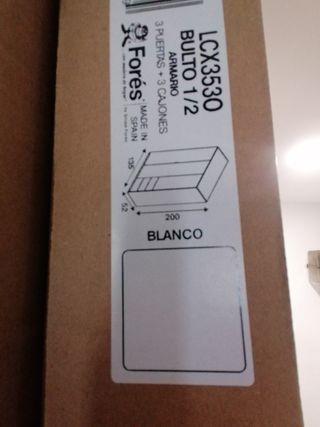 LCX3530
BULTO 1/2
ARMARIO
3 PUERTAS + 3 CAJONES
Forés
MADE IN
SPAIN
135
52
200
BLANCO